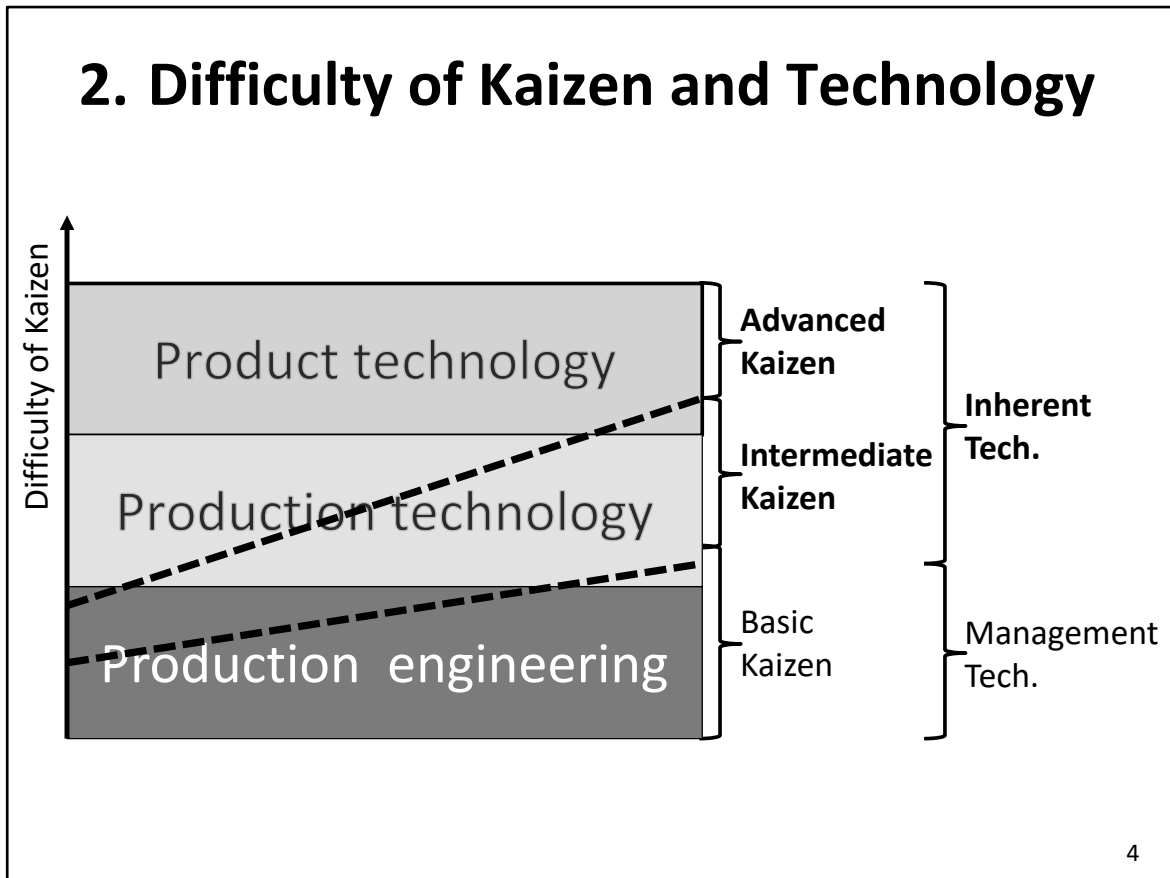 2. Difficulty of Kaizen and Technology
Difficulty of Kaizen
Product technology
Production technology
Production engineering
Advanced
Kaizen
Intermediate
Kaizen
Basic
Kaizen
Inherent
Tech.
Management
Tech.
4